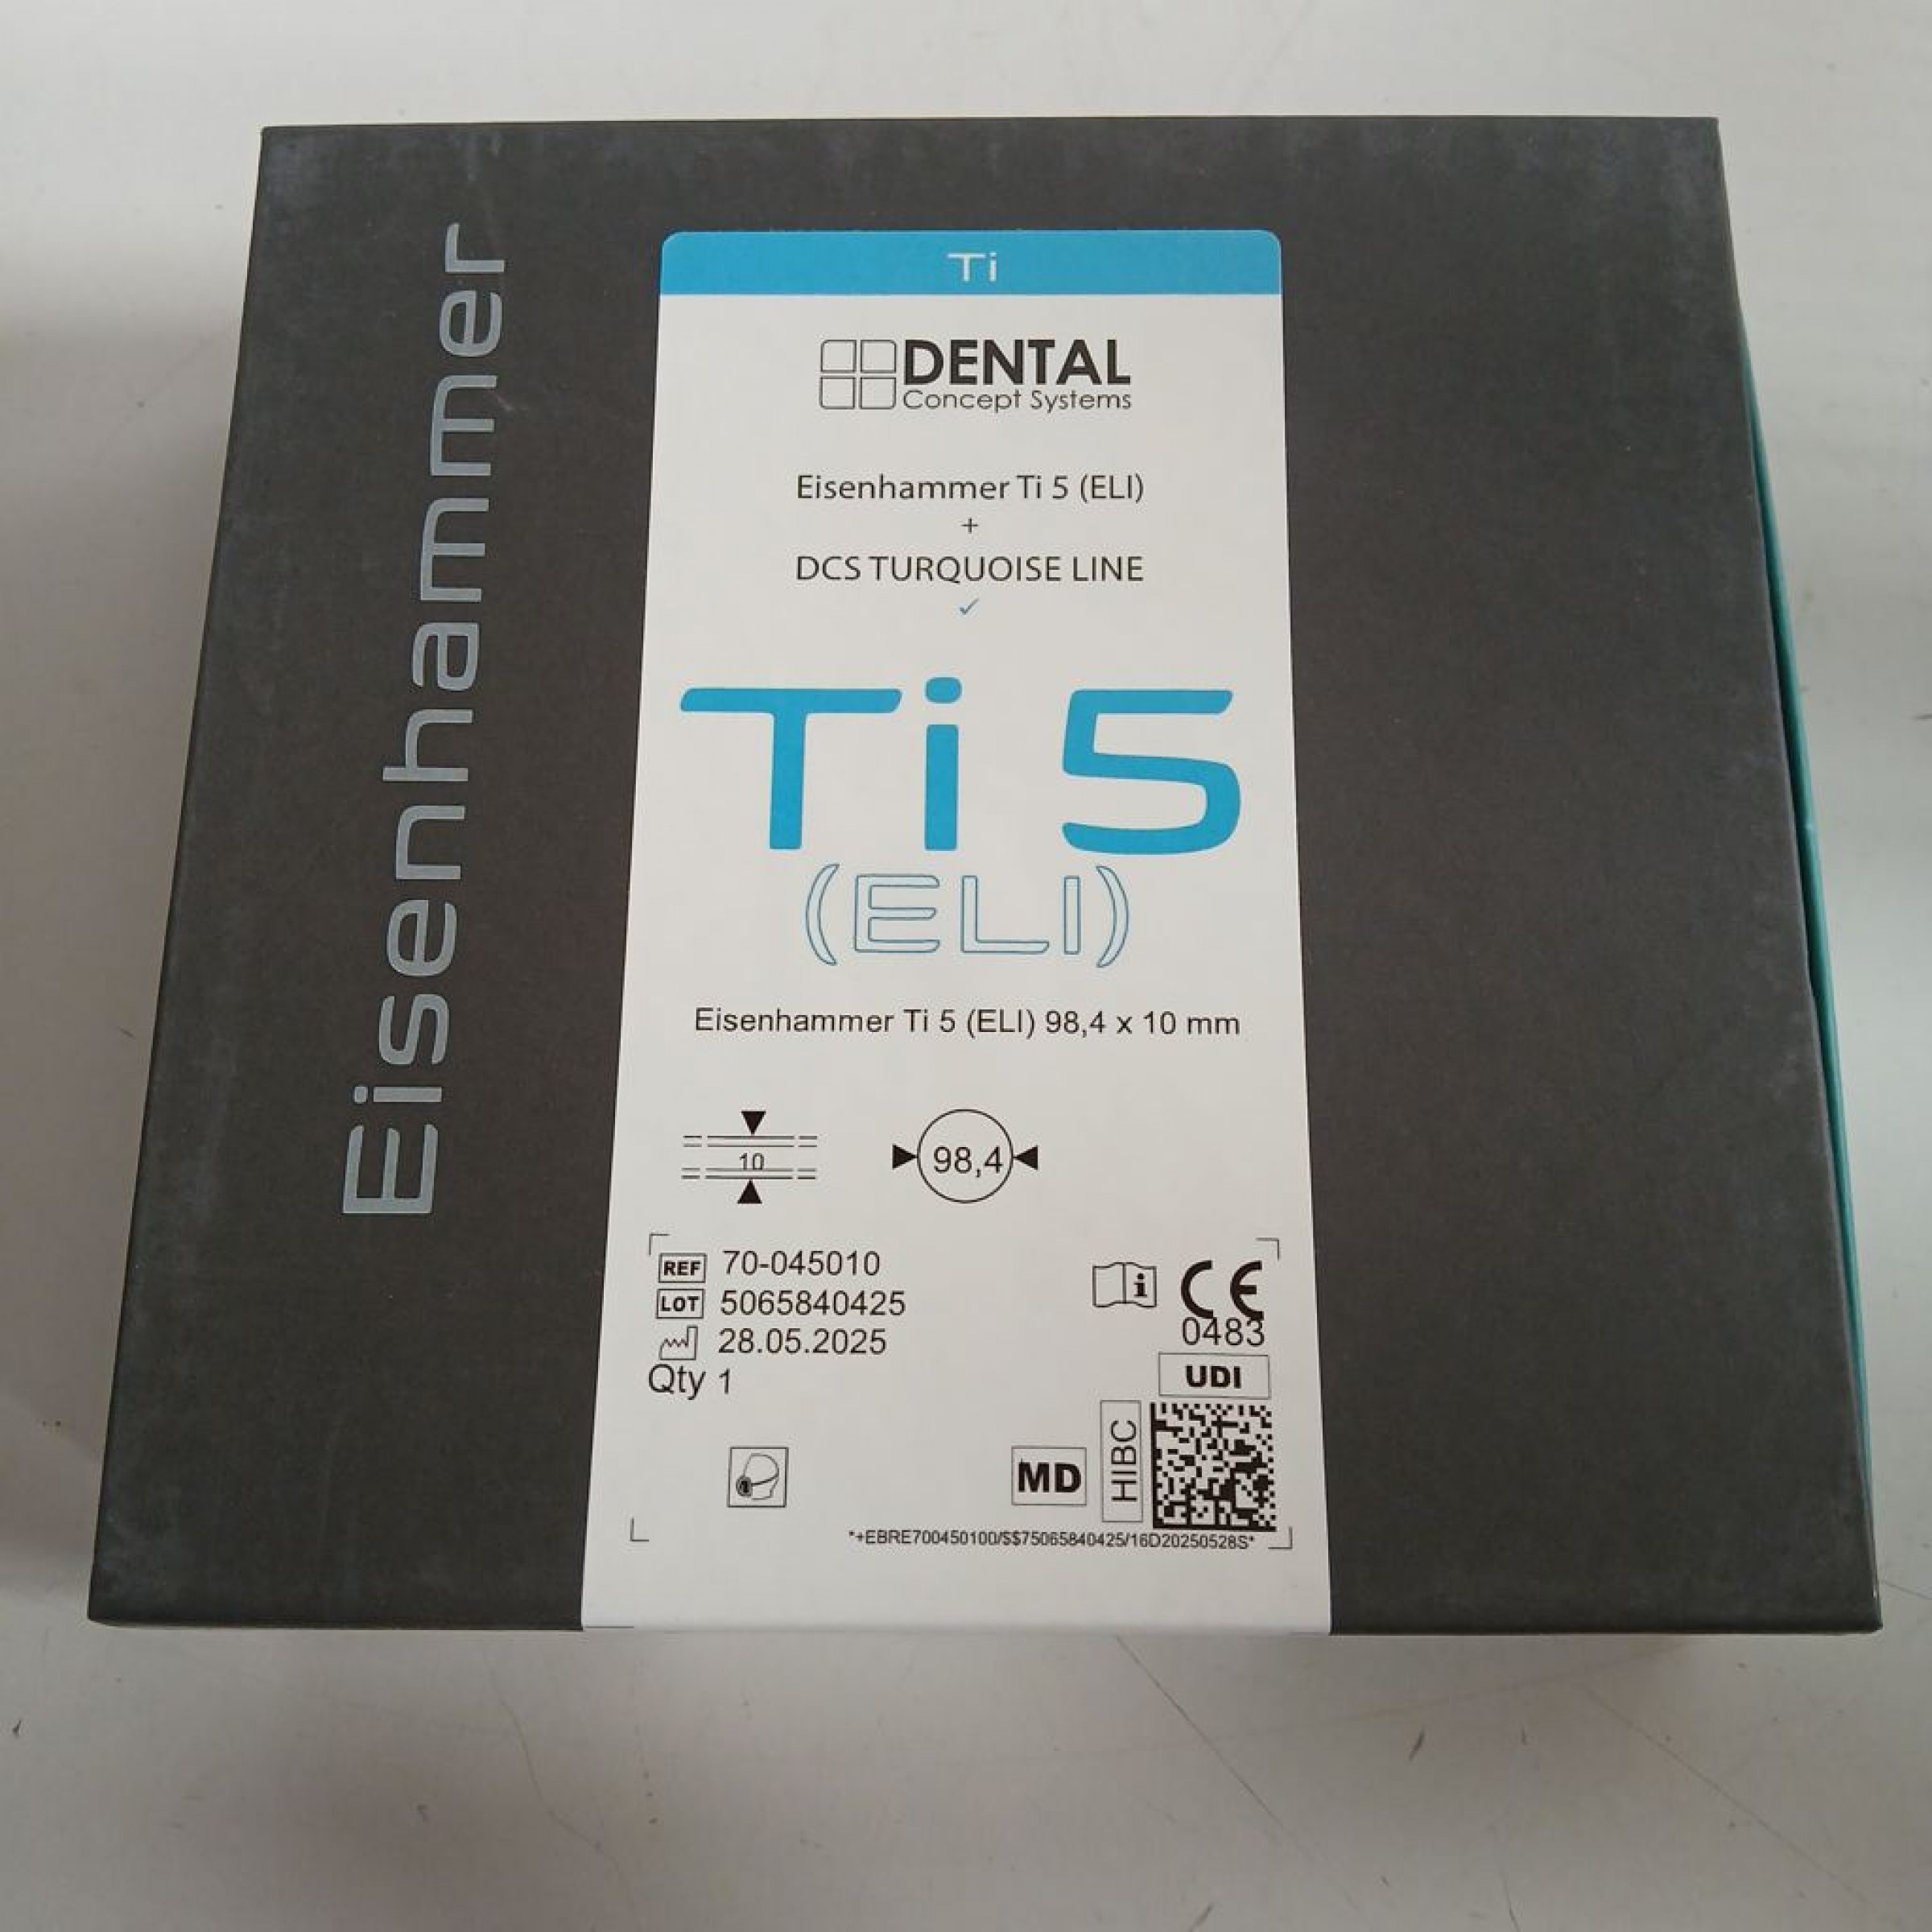 Eisenhammer
Ti
DENTAL
Concept Systems
Eisenhammer Ti 5 (ELI)
+
DCS TURQUOISE LINE
✓
Ti 5
(ELI)
Eisenhammer Ti 5 (ELI) 98,4 x 10 mm
10
98,4
REF 70-045010
LOT 5065840425
28.05.2025
Qty 1
i CE
0483
UDI
MD
HIBC
*+EBRE700450100/$$75065840425/16D20250528S*